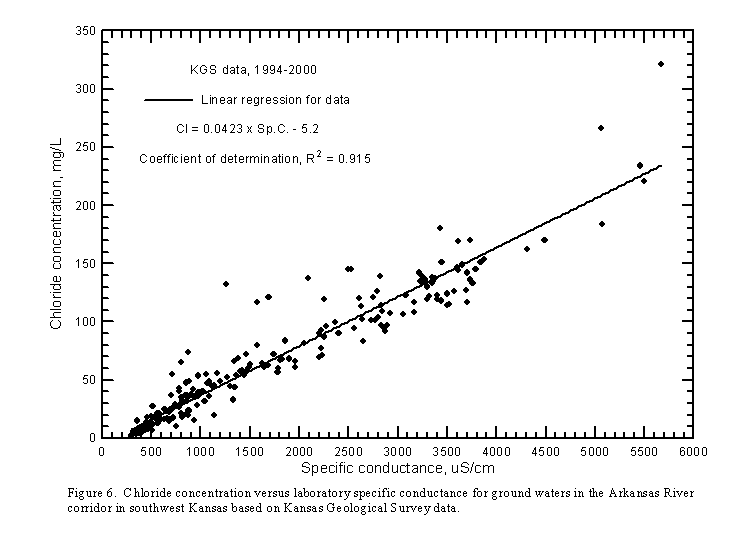 350
300
250
200
150
100
50
0
Chloride concentration, mg/L
KGS data, 1994-2000
Linear regression for data
Cl = 0.0423 x Sp.C. - 5.2
Coefficient of determination, R² = 0.915
0 500 1000 1500 2000 2500 3000 3500 4000 4500 5000 5500 6000
Specific conductance, uS/cm
Figure 6. Chloride concentration versus laboratory specific conductance for ground waters in the Arkansas River
corridor in southwest Kansas based on Kansas Geological Survey data.